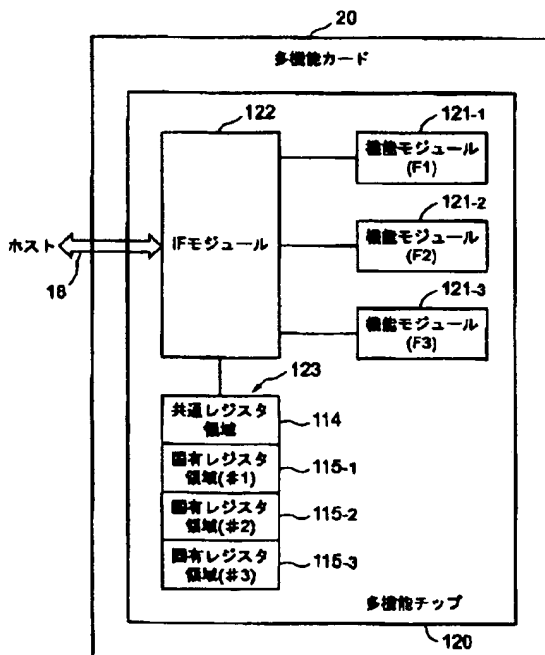 20
多機能カード
122
121-1
機能モジュール
(F1)
121-2
機能モジュール
(F2)
ホスト
IFモジュール
18
121-3
機能モジュール
(F3)
123
共通レジスタ
領域
114
固有レジスタ
領域(#1)
115-1
固有レジスタ
領域(#2)
115-2
固有レジスタ
領域(#3)
115-3
多機能チップ
120